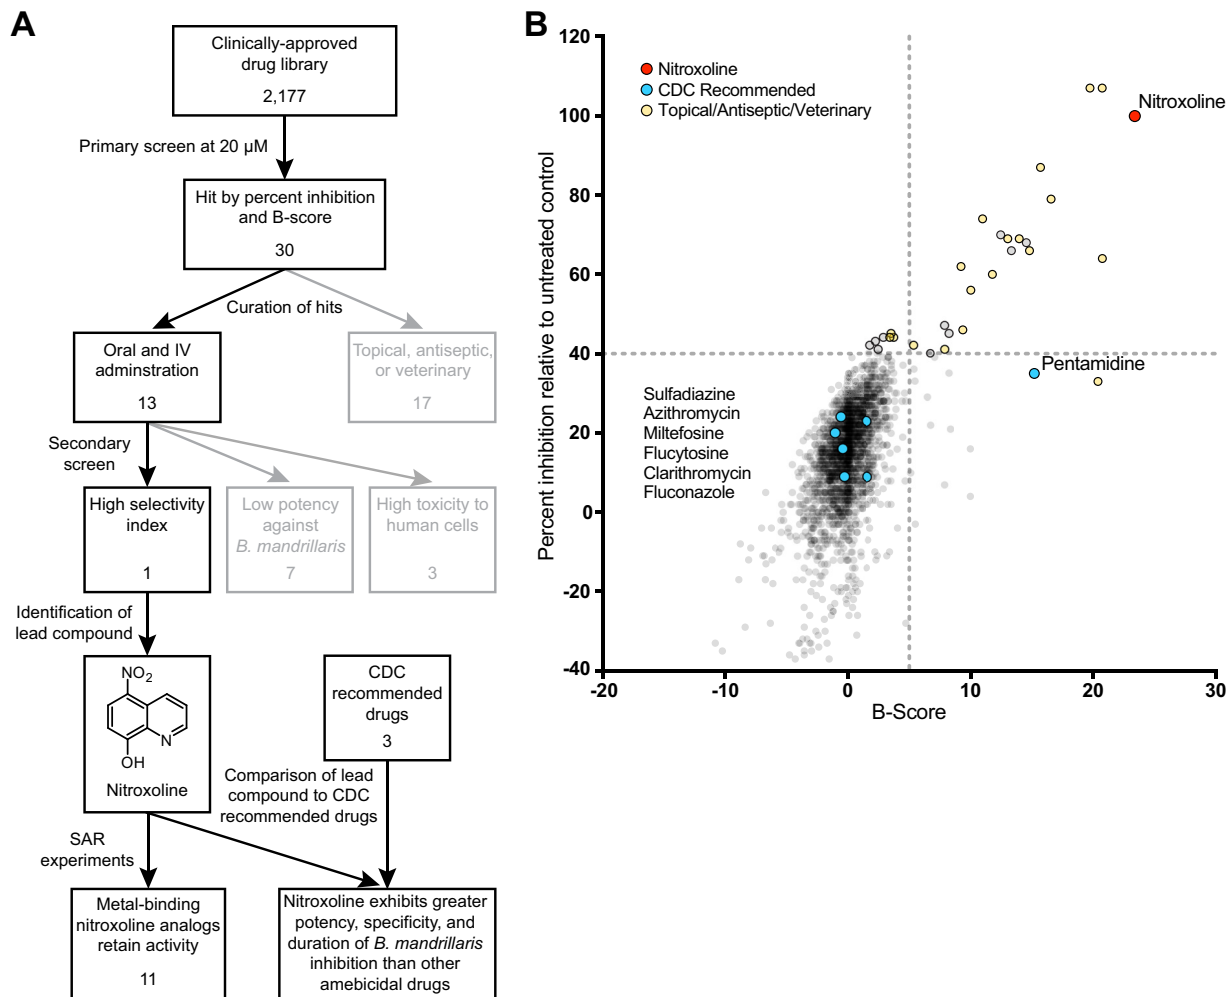 A
Clinically-approved
drug library
2,177
Primary screen at 20 µM
Hit by percent inhibition
and B-score
30
Curation of hits
Oral and IV
adminstration
13
Topical, antiseptic,
or veterinary
17
Secondary
screen
High selectivity
index
1
Low potency
against
B. mandrillaris
7
High toxicity to
human cells
3
Identification of
lead compound
NO2
N
OH
Nitroxoline
CDC
recommended
drugs
3
Comparison of lead
compound to CDC
recommended drugs
SAR
experiments
Metal-binding
nitroxoline analogs
retain activity
11
Nitroxoline exhibits greater
potency, specificity, and
duration of B. mandrillaris
inhibition than other
amebicidal drugs
B
Percent inhibition relative to untreated control
120
100
80
60
40
20
0
-20
-40
Nitroxoline
CDC Recommended
Topical/Antiseptic/Veterinary
Nitroxoline
Pentamidine
Sulfadiazine
Azithromycin
Miltefosine
Flucytosine
Clarithromycin
Fluconazole
-20
-10
0
10
20
30
B-Score